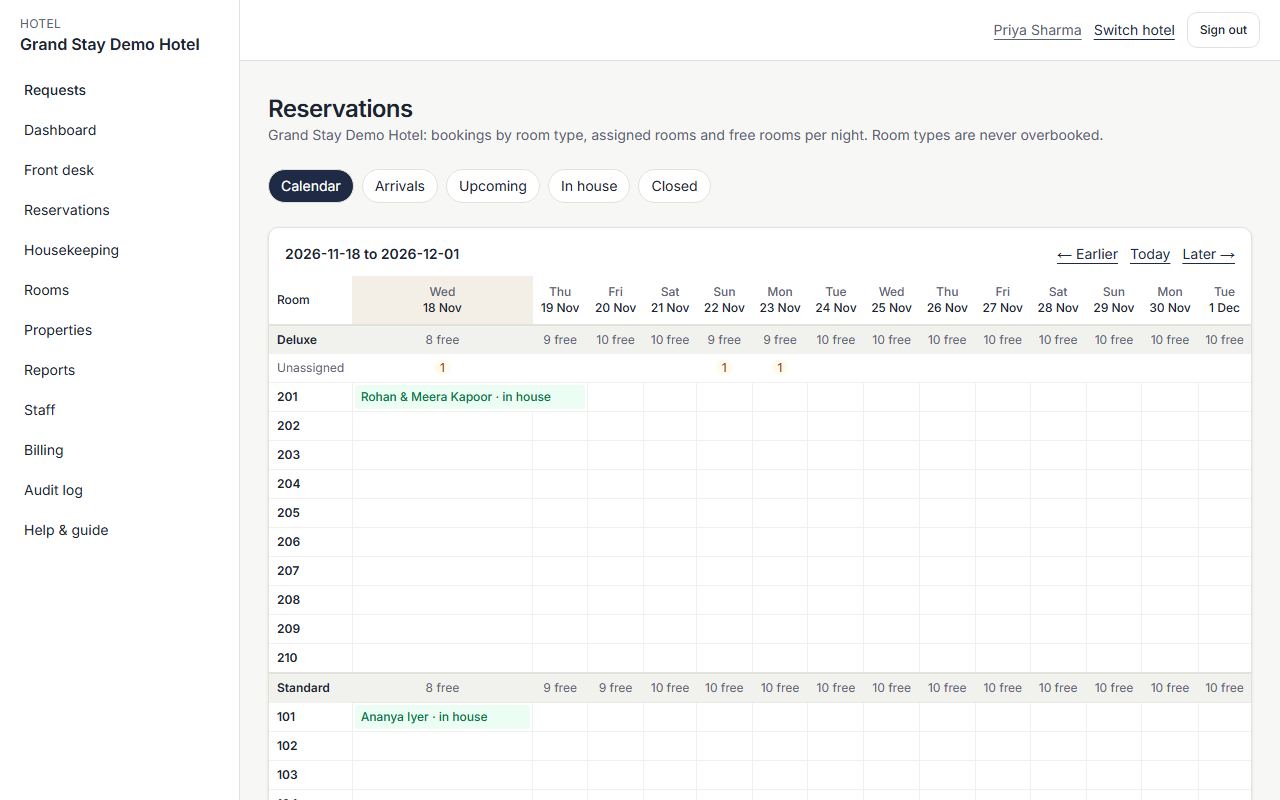 HOTEL
Grand Stay Demo Hotel
Priya Sharma Switch hotel Sign out
Requests
Dashboard
Front desk
Reservations
Housekeeping
Rooms
Properties
Reports
Staff
Billing
Audit log
Help & guide
Reservations
Grand Stay Demo Hotel: bookings by room type, assigned rooms and free rooms per night. Room types are never overbooked.
Calendar Arrivals Upcoming In house Closed
2026-11-18 to 2026-12-01 ← Earlier Today Later →
Room Wed 18 Nov Thu 19 Nov Fri 20 Nov Sat 21 Nov Sun 22 Nov Mon 23 Nov Tue 24 Nov Wed 25 Nov Thu 26 Nov Fri 27 Nov Sat 28 Nov Sun 29 Nov Mon 30 Nov Tue 1 Dec
Deluxe 8 free 9 free 10 free 10 free 9 free 9 free 10 free 10 free 10 free 10 free 10 free 10 free 10 free 10 free
Unassigned 1 1 1
201 Rohan & Meera Kapoor · in house
202
203
204
205
206
207
208
209
210
Standard 8 free 9 free 9 free 10 free 10 free 10 free 10 free 10 free 10 free 10 free 10 free 10 free 10 free 10 free
101 Ananya Iyer · in house
102
103